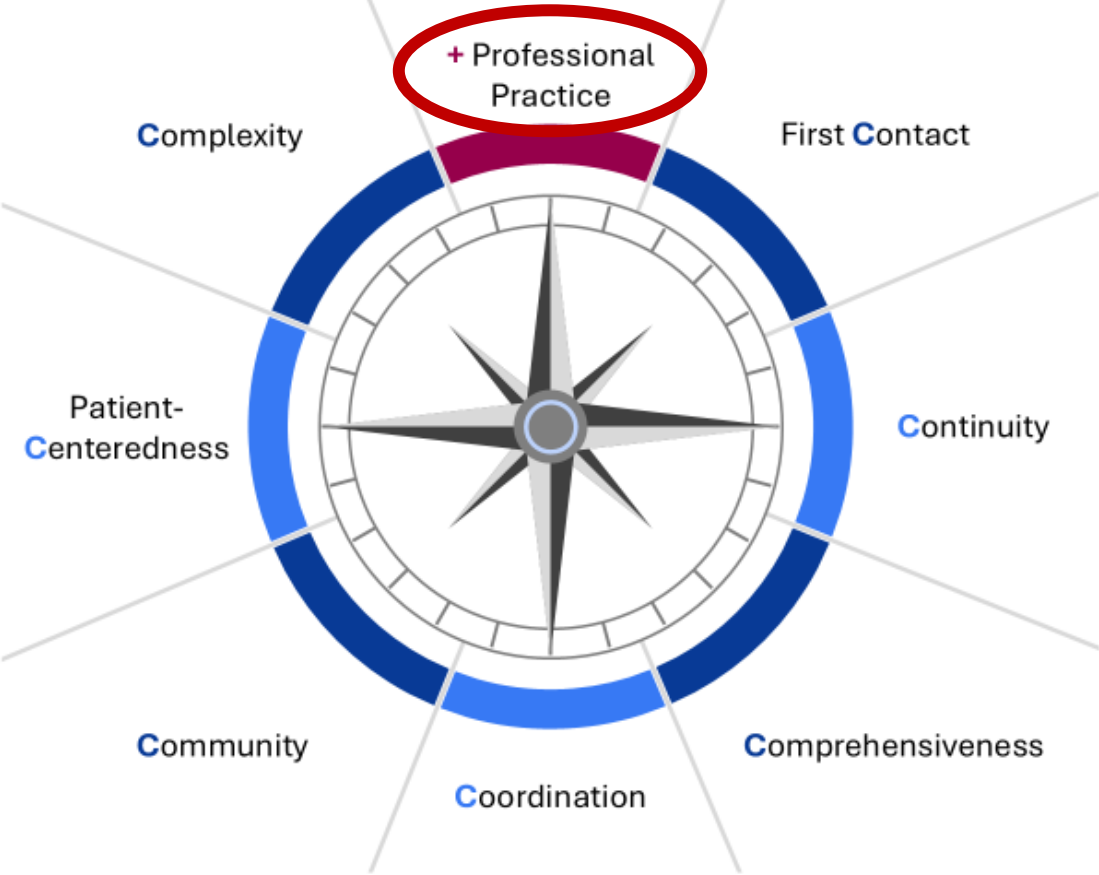 + Professional
Practice
Complexity
First Contact
Patient-
Centeredness
Continuity
Community
Comprehensiveness
Coordination